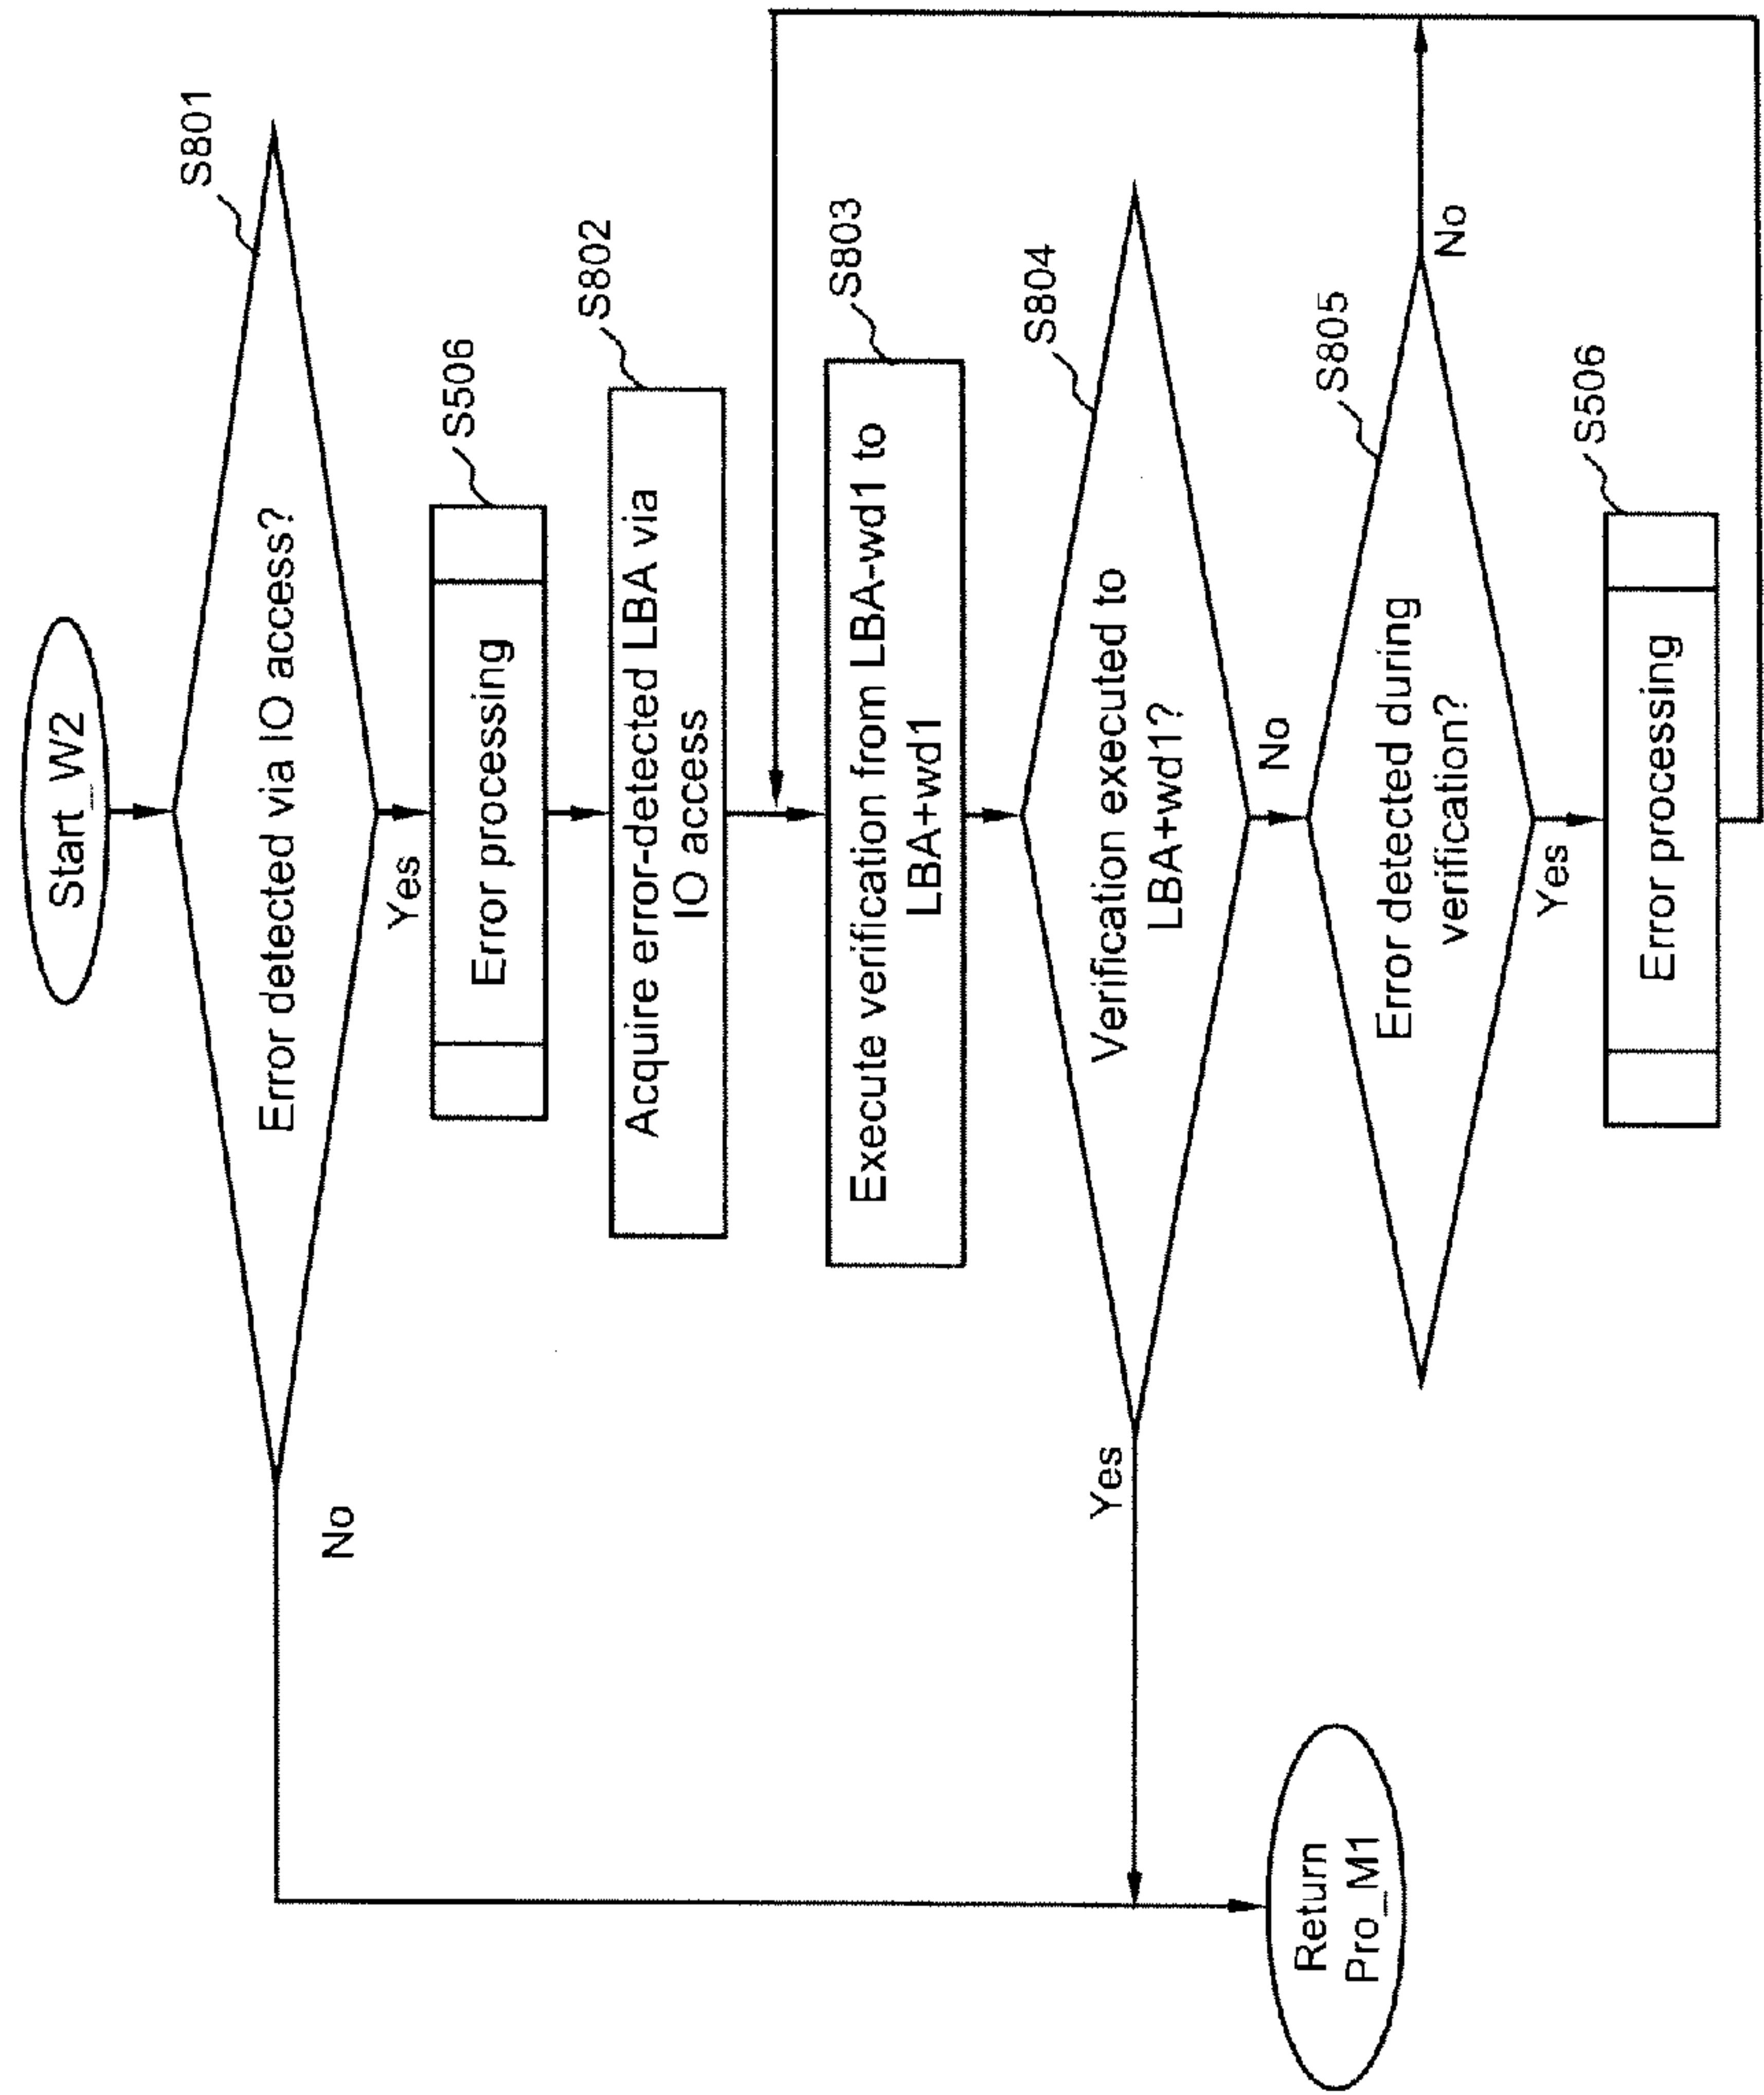 Start_W2
S801
Error detected via IO access?
No
Yes
S506
Error processing
S802
Acquire error-detected LBA via
IO access
S803
Execute verification from LBA-wd1 to
LBA+wd1
S804
Verification executed to
LBA+wd1?
Yes
No
S805
Error detected during
verification?
No
Yes
S506
Error processing
Return
Pro_M1